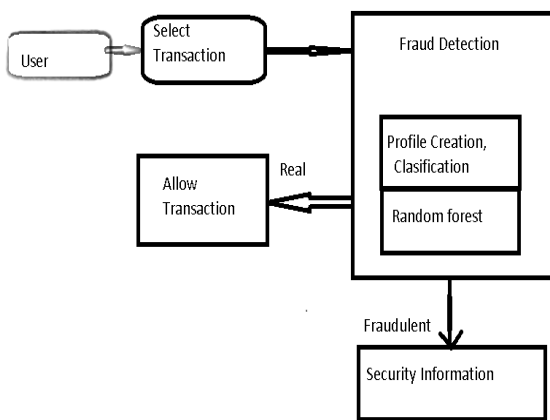 User
Select
Transaction
Fraud Detection
Profile Creation,
Clasification
Random forest
Real
Allow
Transaction
Fraudulent
Security Information